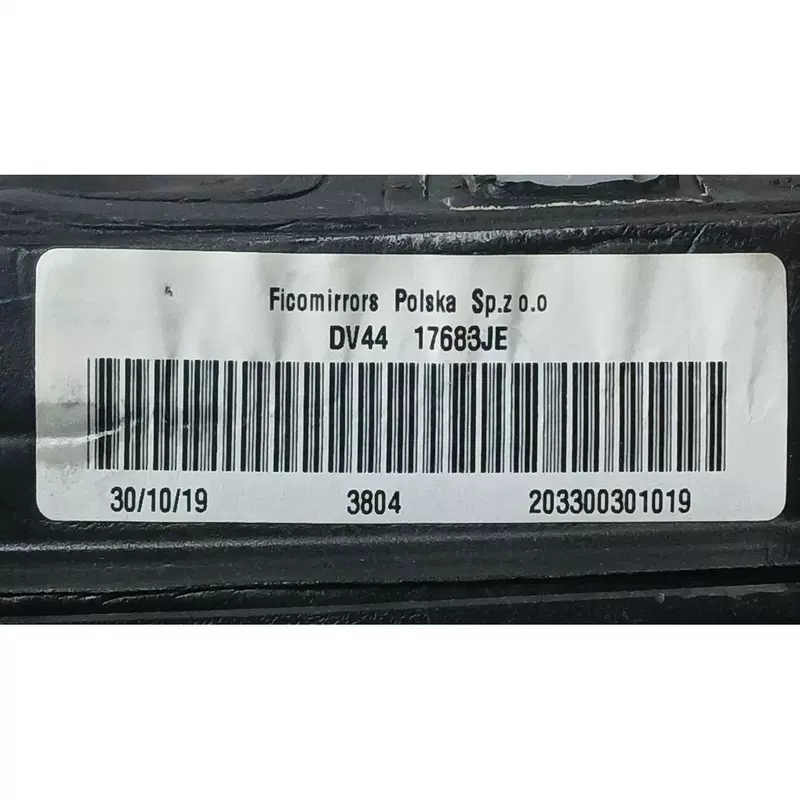 Ficomirrors Polska Sp.z o.o
DV44 17683JE
30/10/19 3804 203300301019